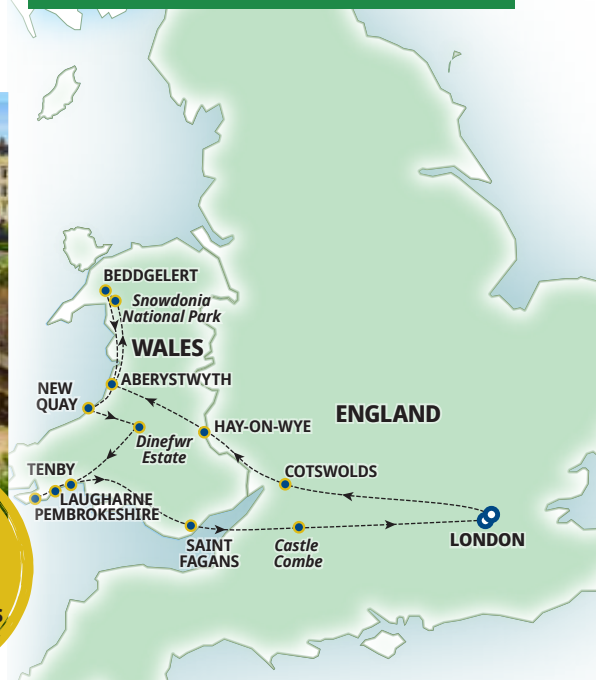 BEDDGELERT
Snowdonia
National Park
WALES
ABERYSTWYTH
NEW
QUAY
HAY-ON-WYE
ENGLAND
Dinefwr
Estate
TENBY
COTSWOLDS
LAUGHARNE
PEMBROKESHIRE
LONDON
SAINT
FAGANS
Castle
Combe